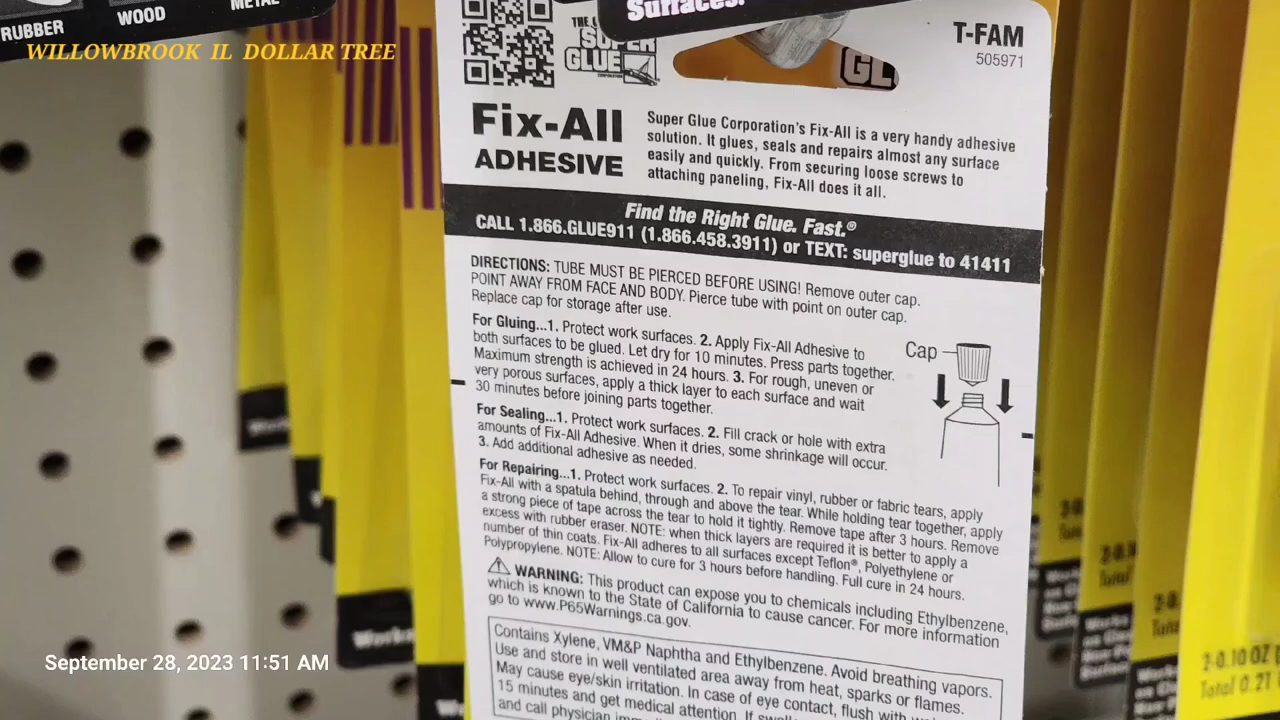 RUBBER
WOOD
METAL
WILLOWBROOK IL DOLLAR TREE
Surfaces.
THE
SUPER
GLUE
CORPORATION
GL
T-FAM
505971
Fix-All
ADHESIVE
Super Glue Corporation's Fix-All is a very handy adhesive
solution. It glues, seals and repairs almost any surface
easily and quickly. From securing loose screws to
attaching paneling, Fix-All does it all.
Find the Right Glue. Fast.®
CALL 1.866.GLUE911 (1.866.458.3911) or TEXT: superglue to 41411
DIRECTIONS: TUBE MUST BE PIERCED BEFORE USING! Remove outer cap.
POINT AWAY FROM FACE AND BODY. Pierce tube with point on outer cap.
Replace cap for storage after use.
For Gluing...1. Protect work surfaces. 2. Apply Fix-All Adhesive to
both surfaces to be glued. Let dry for 10 minutes. Press parts together.
Maximum strength is achieved in 24 hours. 3. For rough, uneven or
very porous surfaces, apply a thick layer to each surface and wait
30 minutes before joining parts together.
Cap
For Sealing...1. Protect work surfaces. 2. Fill crack or hole with extra
amounts of Fix-All Adhesive. When it dries, some shrinkage will occur.
3. Add additional adhesive as needed.
For Repairing...1. Protect work surfaces. 2. To repair vinyl, rubber or fabric tears, apply
Fix-All with a spatula behind, through and above the tear. While holding tear together, apply
a strong piece of tape across the tear to hold it tightly. Remove tape after 3 hours. Remove
excess with rubber eraser. NOTE: when thick layers are required it is better to apply a
number of thin coats. Fix-All adheres to all surfaces except Teflon®, Polyethylene or
Polypropylene. NOTE: Allow to cure for 3 hours before handling. Full cure in 24 hours.
WARNING: This product can expose you to chemicals including Ethylbenzene,
which is known to the State of California to cause cancer. For more information
go to www.P65Warnings.ca.gov.
Contains Xylene, VM&P Naphtha and Ethylbenzene. Avoid breathing vapors.
Use and store in well ventilated area away from heat, sparks or flames.
May cause eye/skin irritation. In case of eye contact, flush with
15 minutes and get medical attention. If
and call physician
September 28, 2023 11:51 AM
Works
2-0.10 OZ
Total 0.21